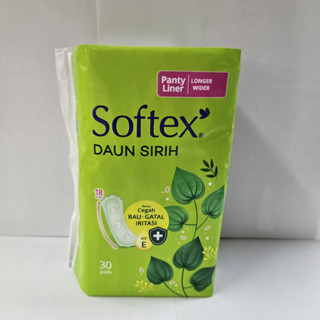 Panty
Liner
LONGER
WIDER
Softex®
DAUN SIRIH
18
Cegah
BAU-GATAL
IRITASI
E
30